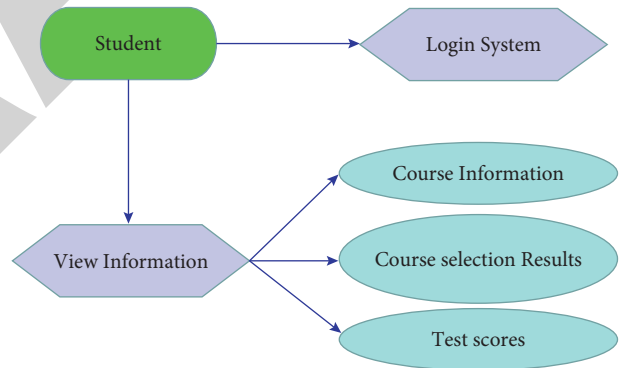 Student
Login System
Course Information
View Information
Course selection Results
Test scores